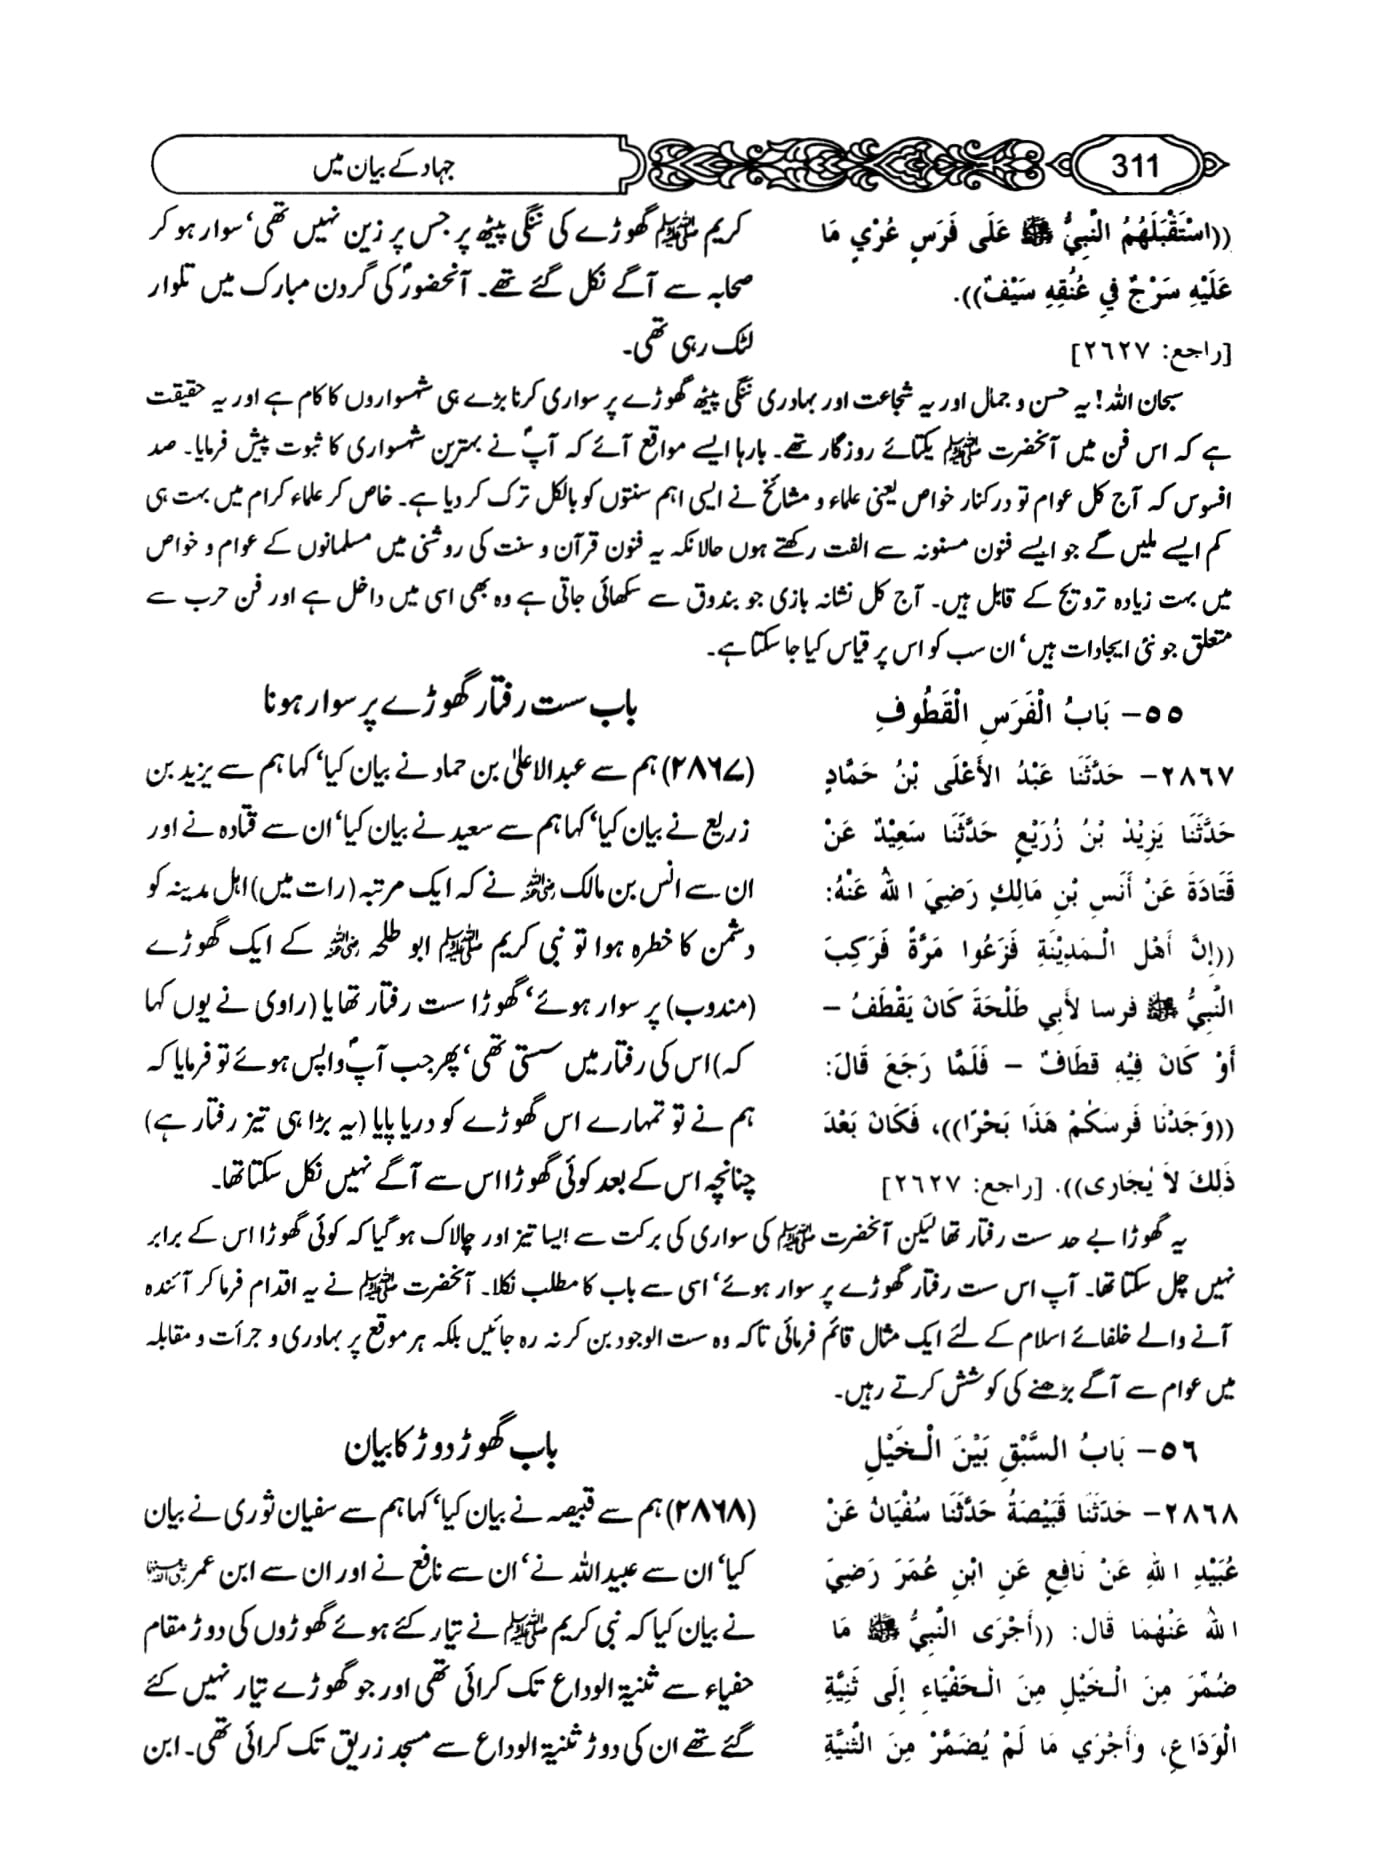 311
جہاد کے بیان میں
((اسْتَقْبَلَهُمُ النَّبِيُّ ﷺ عَلَى فَرَسٍ عُرْيٍ مَا
عَلَيْهِ سَرْجٌ فِي عُنُقِهِ سَيْفٌ)).
[راجع: ٢٦٢٧]
کریم ﷺ گھوڑے کی ننگی پیٹھ پر جس پر زین نہیں تھی‘ سوار ہو کر
صحابہ سے آگے نکل گئے تھے۔ آنحضورؐ کی گردن مبارک میں تلوار
لٹک رہی تھی۔
سبحان اللہ! یہ حسن و جمال اور یہ شجاعت اور بہادری ننگی پیٹھ گھوڑے پر سواری کرنا بڑے ہی شہسواروں کا کام ہے اور یہ حقیقت
ہے کہ اس فن میں آنحضرت ﷺ یکتائے روزگار تھے۔ بارہا ایسے مواقع آئے کہ آپؐ نے بہترین شہسواری کا ثبوت پیش فرمایا۔ صد
افسوس کہ آج کل عوام تو درکنار خواص یعنی علماء و مشائخ نے ایسی اہم سنتوں کو بالکل ترک کر دیا ہے۔ خاص کر علماء کرام میں بہت ہی
کم ایسے ملیں گے جو ایسے فنون مسنونہ سے الفت رکھتے ہوں حالانکہ یہ فنون قرآن و سنت کی روشنی میں مسلمانوں کے عوام و خواص
میں بہت زیادہ ترویج کے قابل ہیں۔ آج کل نشانہ بازی جو بندوق سے سکھائی جاتی ہے وہ بھی اسی میں داخل ہے اور فن حرب سے
متعلق جو نئی ایجادات ہیں‘ ان سب کو اس پر قیاس کیا جا سکتا ہے۔
٥٥- بَابُ الْفَرَسِ الْقَطُوفِ
باب ست رفتار گھوڑے پر سوار ہونا
٢٨٦٧- حَدَّثَنَا عَبْدُ الأَعْلَى بْنُ حَمَّادٍ
حَدَّثَنَا يَزِيْدُ بْنُ زُرَيْعٍ حَدَّثَنَا سَعِيْدٌ عَنْ
قَتَادَةَ عَنْ أَنَسِ بْنِ مَالِكٍ رَضِيَ اللهُ عَنْهُ:
((إِنَّ أَهْلَ الْمَدِيْنَةِ فَزَعُوا مَرَّةً فَرَكِبَ
النَّبِيُّ ﷺ فرسا لأَبِي طَلْحَةَ كَانَ يَقْطَفُ -
أَوْ كَانَ فِيْهِ قطَافٌ - فَلَمَّا رَجَعَ قَالَ:
((وَجَدْنَا فَرسَكُمْ هَذَا بَحْرًا))، فَكَانَ بَعْدَ
ذَلِكَ لاَ يُجَارى)). [راجع: ٢٦٢٧]
(۲۸۶۷) ہم سے عبدالاعلیٰ بن حماد نے بیان کیا‘ کہا ہم سے یزید بن
زریع نے بیان کیا‘ کہا ہم سے سعید نے بیان کیا‘ ان سے قتادہ نے اور
ان سے انس بن مالک رضی اللہ عنہ نے کہ ایک مرتبہ (رات میں) اہل مدینہ کو
دشمن کا خطرہ ہوا تو نبی کریم ﷺ ابو طلحہ رضی اللہ عنہ کے ایک گھوڑے
(مندوب) پر سوار ہوئے‘ گھوڑا ست رفتار تھا یا (راوی نے یوں کہا
کہ) اس کی رفتار میں سستی تھی‘ پھر جب آپؐ واپس ہوئے تو فرمایا کہ
ہم نے تو تمہارے اس گھوڑے کو دریا پایا (یہ بڑا ہی تیز رفتار ہے)
چنانچہ اس کے بعد کوئی گھوڑا اس سے آگے نہیں نکل سکتا تھا۔
یہ گھوڑا بے حد ست رفتار تھا لیکن آنحضرت ﷺ کی سواری کی برکت سے ایسا تیز اور چالاک ہو گیا کہ کوئی گھوڑا اس کے برابر
نہیں چل سکتا تھا۔ آپ اس ست رفتار گھوڑے پر سوار ہوئے‘ اسی سے باب کا مطلب نکلا۔ آنحضرت ﷺ نے یہ اقدام فرما کر آئندہ
آنے والے خلفائے اسلام کے لئے ایک مثال قائم فرمائی تاکہ وہ ست الوجود بن کر نہ رہ جائیں بلکہ ہر موقع پر بہادری و جرأت و مقابلہ
میں عوام سے آگے بڑھنے کی کوشش کرتے رہیں۔
٥٦- بَابُ السَّبْقِ بَيْنَ الْخَيْلِ
باب گھوڑ دوڑ کا بیان
٢٨٦٨- حَدَثَنَا قَبِيْصَةُ حَدَّثَنَا سُفْيَانُ عَنْ
عُبَيْدِ اللهِ عَنْ نَافِعٍ عَنِ ابْنِ عُمَرَ رَضِيَ
اللهُ عَنْهُمَا قَالَ: ((أَجْرَى النَّبِيُّ ﷺ مَا
ضُمِّرَ مِنَ الْخَيْلِ مِنَ الْحَفْيَاءِ إِلَى ثَنِيَّةِ
الْوَدَاعِ، وَأَجْرَي مَا لَمْ يُضَمَّرْ مِنَ الثَّنِيَّةِ
(۲۸۶۸) ہم سے قبیصہ نے بیان کیا‘ کہا ہم سے سفیان ثوری نے بیان
کیا‘ ان سے عبیداللہ نے‘ ان سے نافع نے اور ان سے ابن عمر رضی اللہ عنہما
نے بیان کیا کہ نبی کریم ﷺ نے تیار کئے ہوئے گھوڑوں کی دوڑ مقام
حفیاء سے ثنیۃ الوداع تک کرائی تھی اور جو گھوڑے تیار نہیں کئے
گئے تھے ان کی دوڑ ثنیۃ الوداع سے مسجد زریق تک کرائی تھی۔ ابن